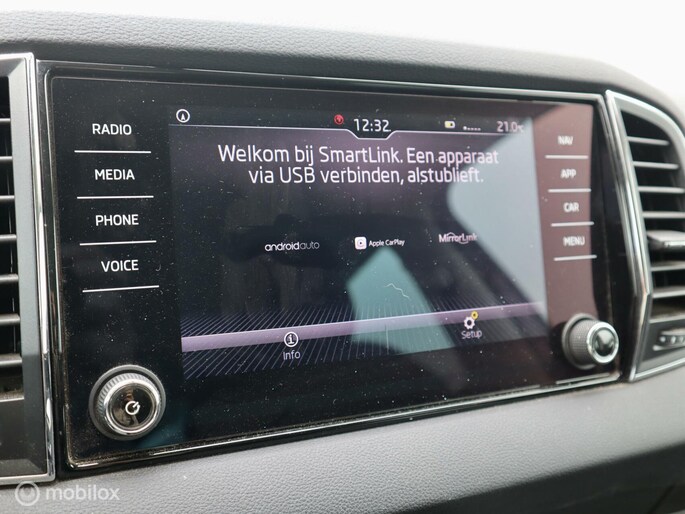 RADIO
MEDIA
PHONE
VOICE
12:32
21.0°C
Welkom bij SmartLink. Een apparaat
via USB verbinden, alstublieft.
androidauto
Apple CarPlay
MirrorLink
Info
Setup
NAV
APP
CAR
MENU
mobilox